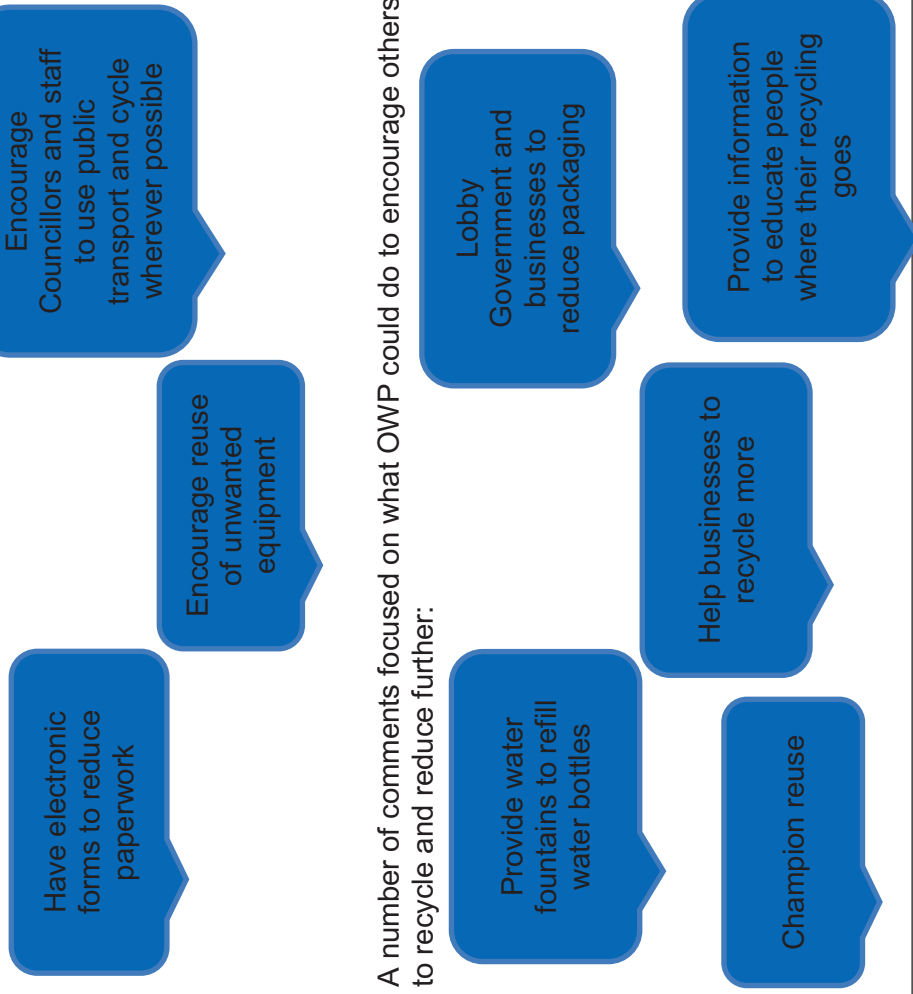 Have electronic
forms to reduce
paperwork
Encourage reuse
of unwanted
equipment
Encourage
Councillors and staff
to use public
transport and cycle
wherever possible
A number of comments focused on what OWP could do to encourage others
to recycle and reduce further:
Provide water
fountains to refill
water bottles
Lobby
Government and
businesses to
reduce packaging
Champion reuse
Help businesses to
recycle more
Provide information
to educate people
where their recycling
goes